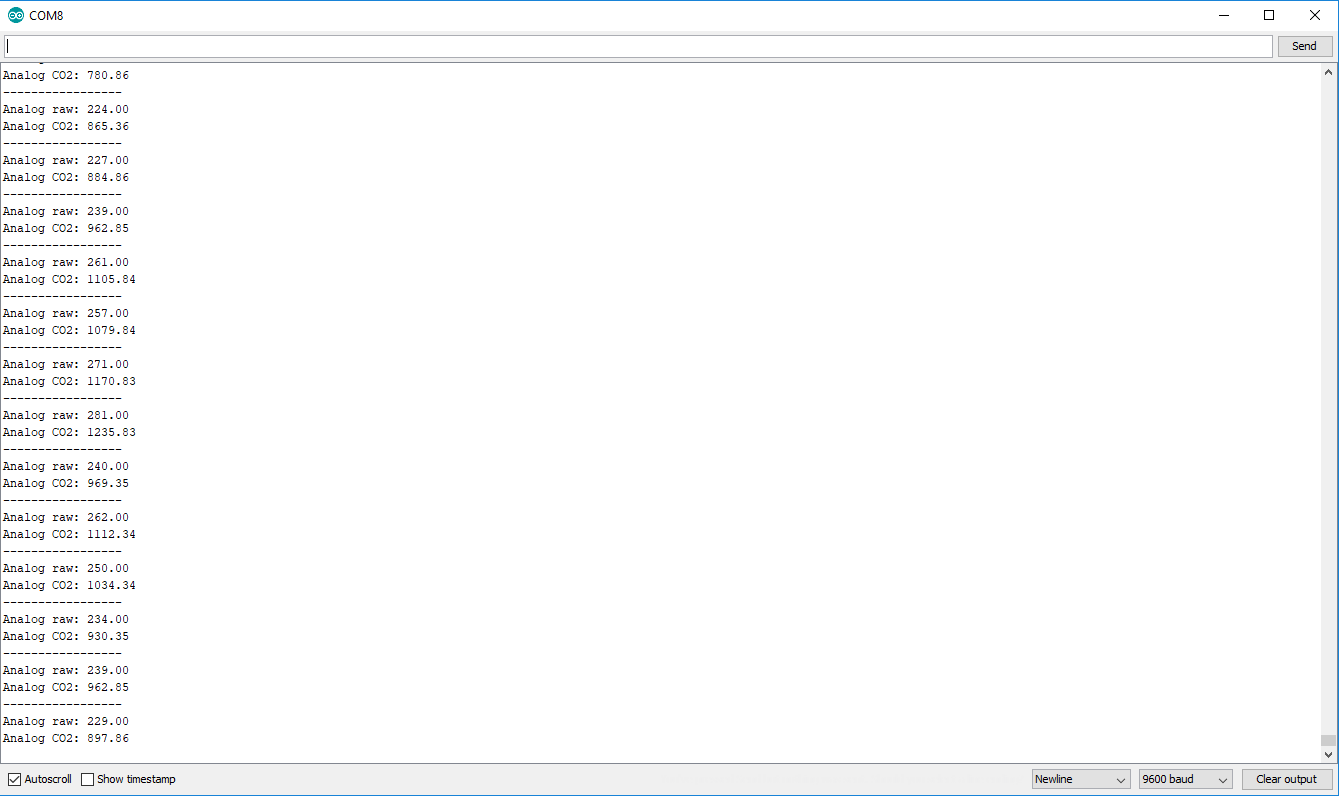 COM8
Send
Analog CO2: 780.86
-----------------
Analog raw: 224.00
Analog CO2: 865.36
-----------------
Analog raw: 227.00
Analog CO2: 884.86
-----------------
Analog raw: 239.00
Analog CO2: 962.85
-----------------
Analog raw: 261.00
Analog CO2: 1105.84
-----------------
Analog raw: 257.00
Analog CO2: 1079.84
-----------------
Analog raw: 271.00
Analog CO2: 1170.83
-----------------
Analog raw: 281.00
Analog CO2: 1235.83
-----------------
Analog raw: 240.00
Analog CO2: 969.35
-----------------
Analog raw: 262.00
Analog CO2: 1112.34
-----------------
Analog raw: 250.00
Analog CO2: 1034.34
-----------------
Analog raw: 234.00
Analog CO2: 930.35
-----------------
Analog raw: 239.00
Analog CO2: 962.85
-----------------
Analog raw: 229.00
Analog CO2: 897.86
Autoscroll Show timestamp Newline 9600 baud Clear output